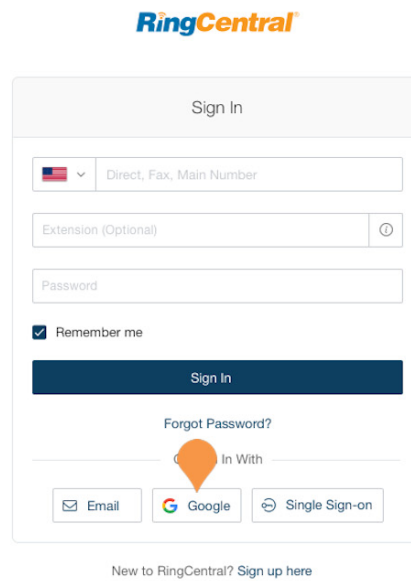 RingCentral
Sign In
Direct, Fax, Main Number
Extension (Optional)
Password
Remember me
Sign In
Forgot Password?
In With
Email
Google
Single Sign-on
New to RingCentral? Sign up here